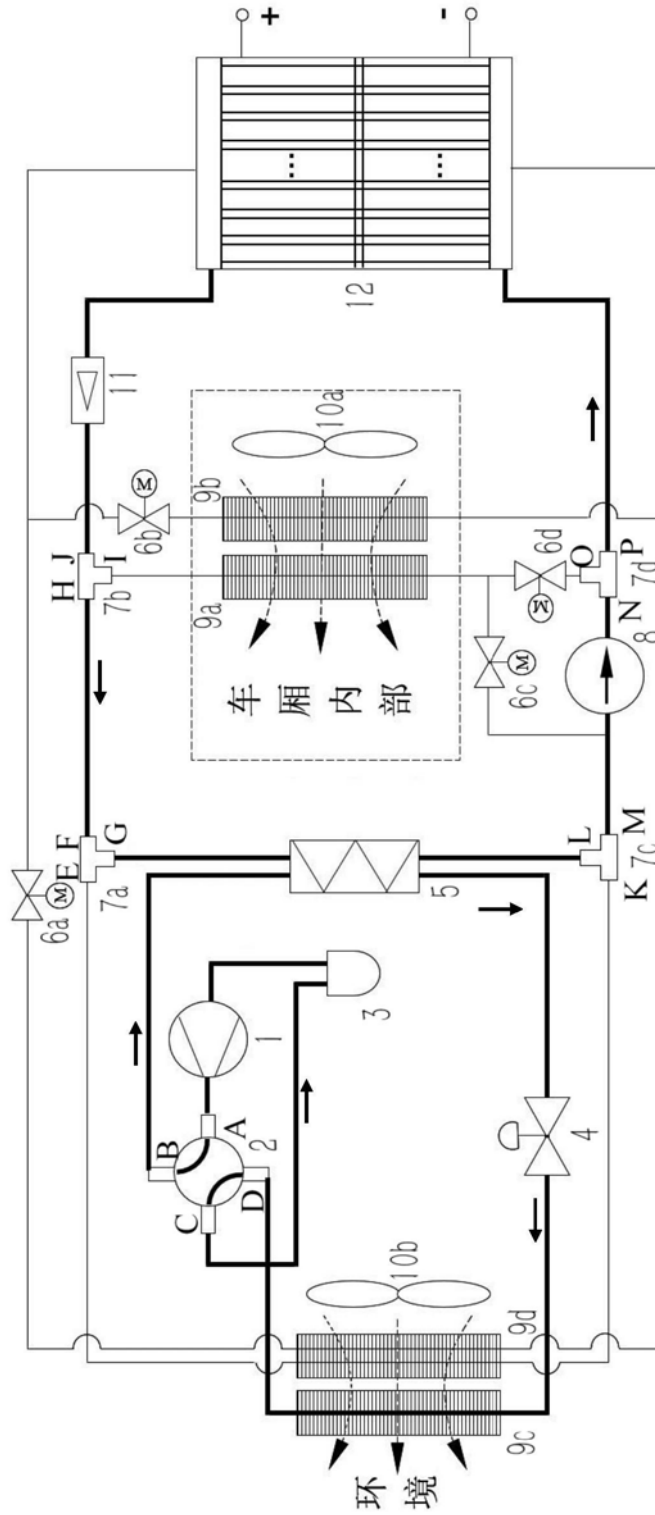 6a
M
E
F
H
J
7a
G
7b
I
11
6b
M
B
C
A
D
2
1
9a
9b
10a
车
厢
内
部
+
...
12
...
-
3
环
境
10b
5
9c
9d
4
6c
M
6d
M
L
O
K
7c
M
N
8
7d
P